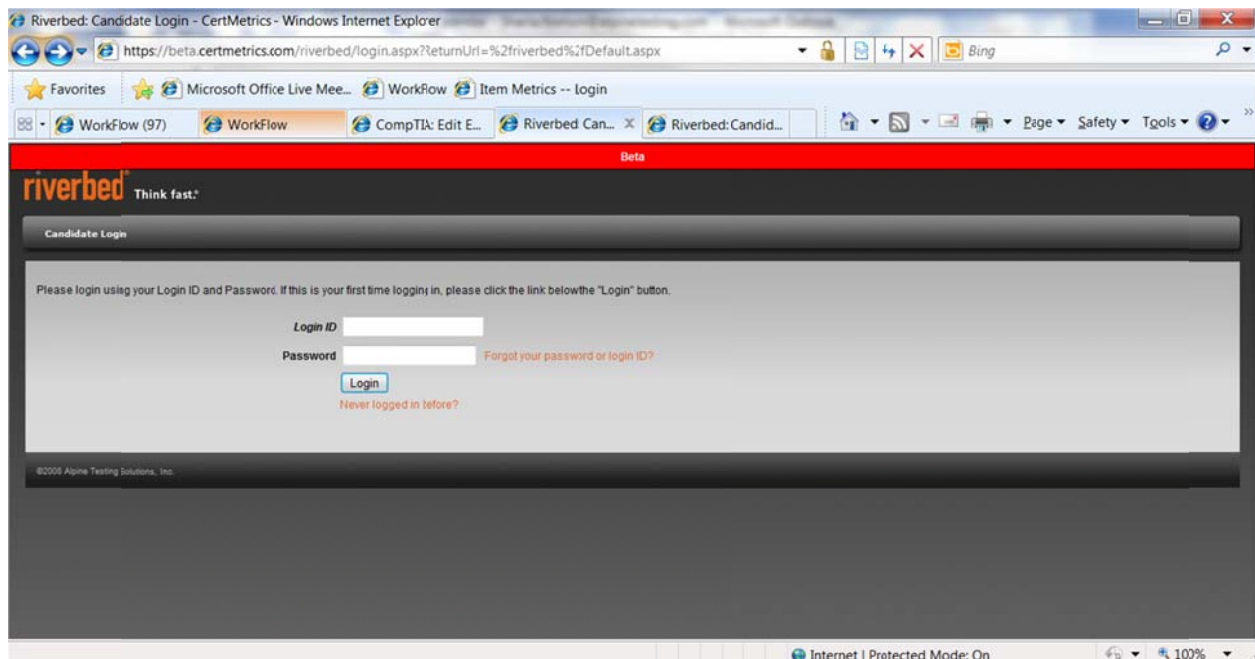 Riverbed: Candidate Login - CertMetrics - Windows Internet Explorer
https://beta.certmetrics.com/riverbed/login.aspx?ReturnUrl=%2friverbed%2fDefault.aspx
Bing
Favorites Microsoft Office Live Mee... WorkFlow Item Metrics -- Login
WorkFlow (97) WorkFlow CompTIA: Edit E... Riverbed Can... X Riverbed: Candid... Page Safety Tools
Beta
riverbed Think fast.
Candidate Login
Please login using your Login ID and Password. If this is your first time logging in, please click the link below the "Login" button.
Login ID
Password Forgot your password or login ID?
Login
Never logged in before?
©2008 Alpine Testing Solutions, Inc.
Internet | Protected Mode: On 100%